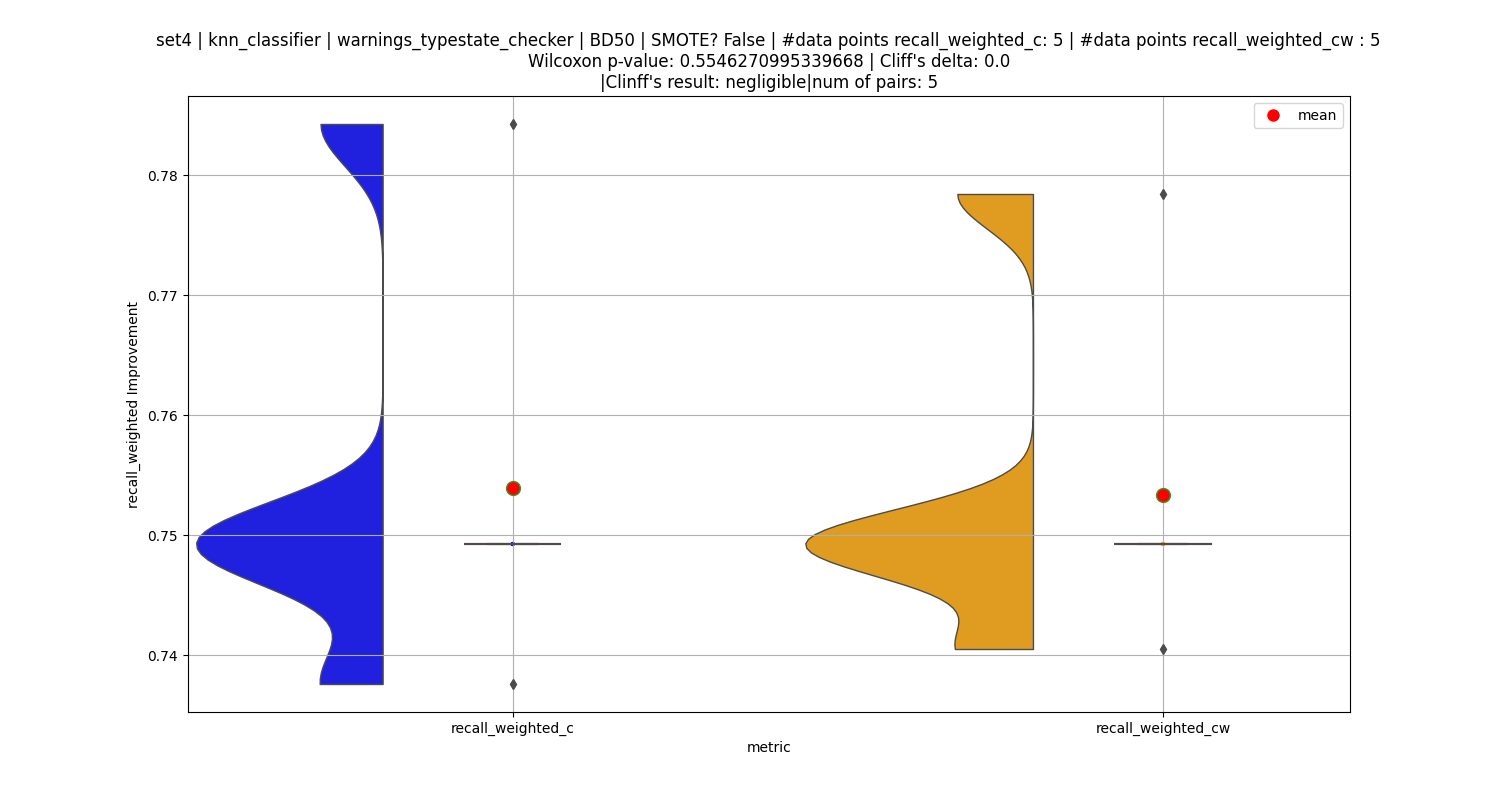 set4 | knn_classifier | warnings_typestate_checker | BD50 | SMOTE? False | #data points recall_weighted_c: 5 | #data points recall_weighted_cw : 5
Wilcoxon p-value: 0.5546270995339668 | Cliff's delta: 0.0
|Clinff's result: negligible|num of pairs: 5
mean
recall_weighted Improvement
0.78
0.77
0.76
0.75
0.74
recall_weighted_c
recall_weighted_cw
metric